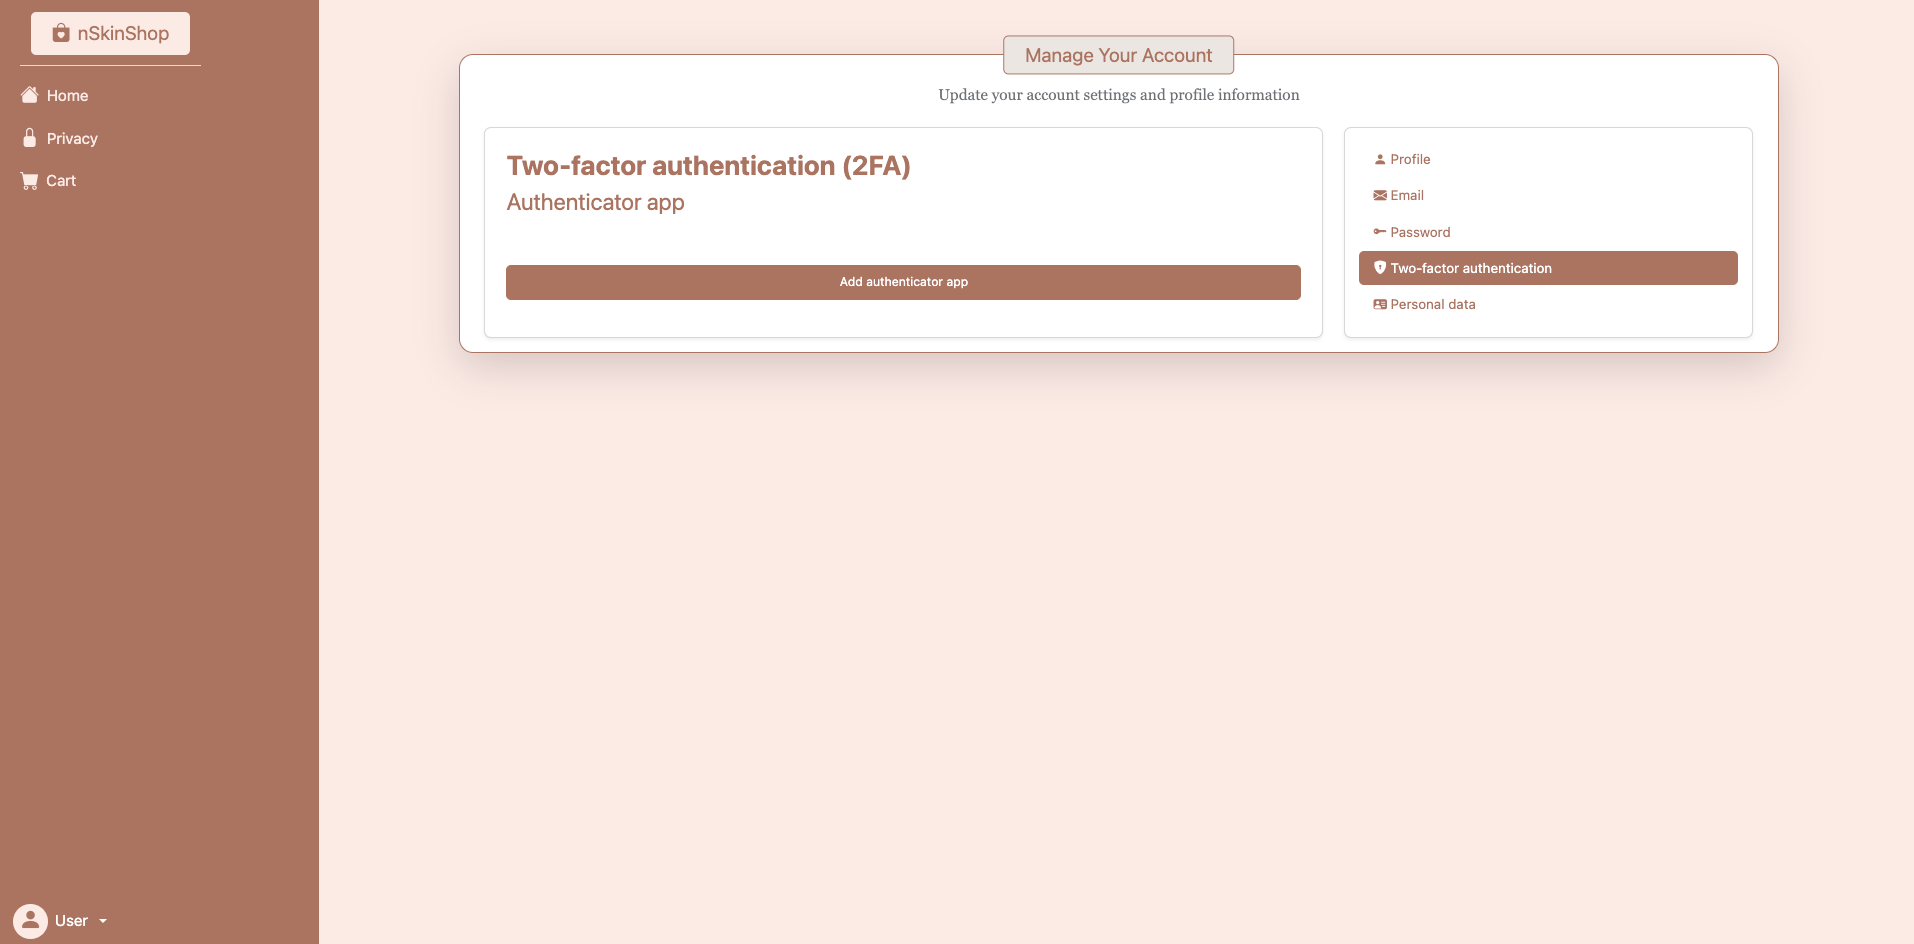 nSkinShop
Home
Privacy
Cart
Manage Your Account
Update your account settings and profile information
Two-factor authentication (2FA)
Authenticator app
Add authenticator app
Profile
Email
Password
Two-factor authentication
Personal data
User